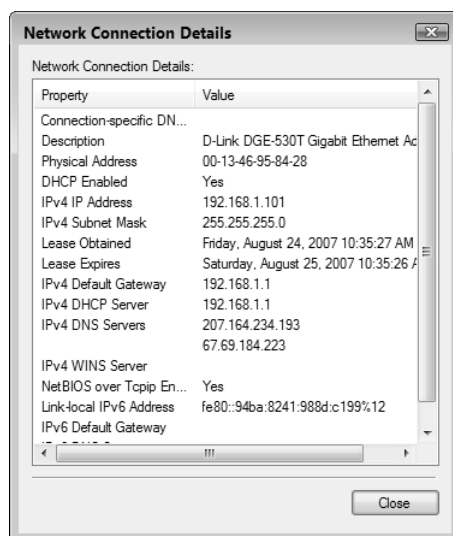 Network Connection Details
Network Connection Details:
Property Value
Connection-specific DN...
Description D-Link DGE-530T Gigabit Ethernet Ac
Physical Address 00-13-46-95-84-28
DHCP Enabled Yes
IPv4 IP Address 192.168.1.101
IPv4 Subnet Mask 255.255.255.0
Lease Obtained Friday, August 24, 2007 10:35:27 AM
Lease Expires Saturday, August 25, 2007 10:35:26 A
IPv4 Default Gateway 192.168.1.1
IPv4 DHCP Server 192.168.1.1
IPv4 DNS Servers 207.164.234.193
67.69.184.223
IPv4 WINS Server
NetBIOS over Tcpip En... Yes
Link-local IPv6 Address fe80::94ba:8241:988d:c199%12
IPv6 Default Gateway
Close